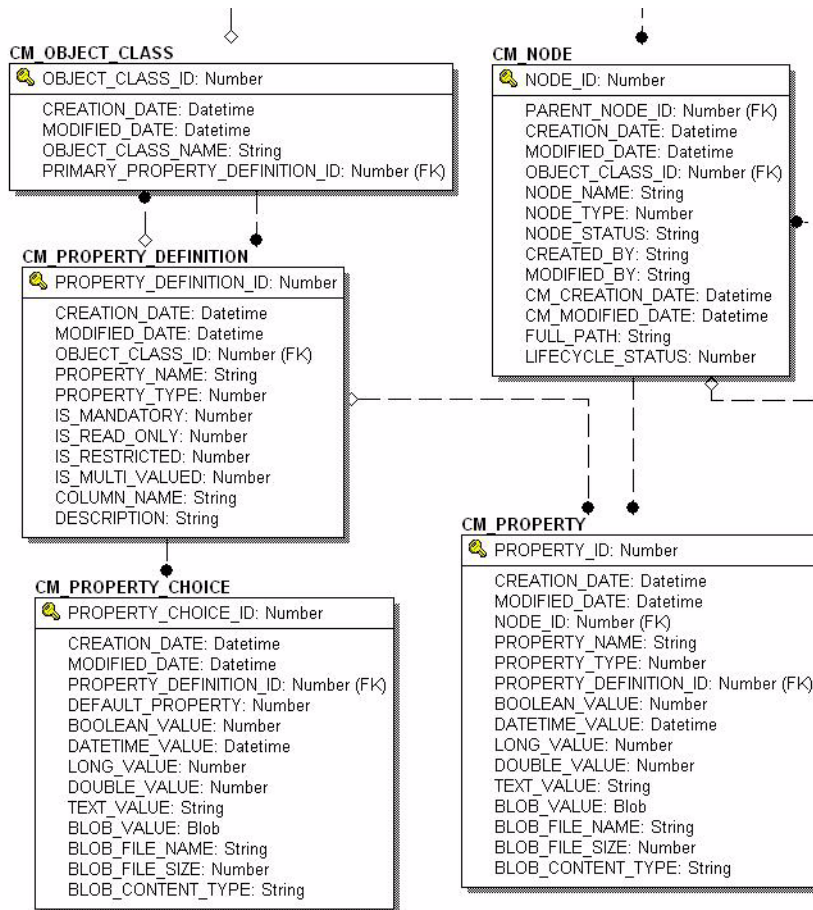 CM_OBJECT_CLASS
OBJECT_CLASS_ID: Number
CREATION_DATE: Datetime
MODIFIED_DATE: Datetime
OBJECT_CLASS_NAME: String
PRIMARY_PROPERTY_DEFINITION_ID: Number (FK)
CM_PROPERTY_DEFINITION
PROPERTY_DEFINITION_ID: Number
CREATION_DATE: Datetime
MODIFIED_DATE: Datetime
OBJECT_CLASS_ID: Number (FK)
PROPERTY_NAME: String
PROPERTY_TYPE: Number
IS_MANDATORY: Number
IS_READ_ONLY: Number
IS_RESTRICTED: Number
IS_MULTI_VALUED: Number
COLUMN_NAME: String
DESCRIPTION: String
CM_PROPERTY_CHOICE
PROPERTY_CHOICE_ID: Number
CREATION_DATE: Datetime
MODIFIED_DATE: Datetime
PROPERTY_DEFINITION_ID: Number (FK)
DEFAULT_PROPERTY: Number
BOOLEAN_VALUE: Number
DATETIME_VALUE: Datetime
LONG_VALUE: Number
DOUBLE_VALUE: Number
TEXT_VALUE: String
BLOB_VALUE: Blob
BLOB_FILE_NAME: String
BLOB_FILE_SIZE: Number
BLOB_CONTENT_TYPE: String
CM_NODE
NODE_ID: Number
PARENT_NODE_ID: Number (FK)
CREATION_DATE: Datetime
MODIFIED_DATE: Datetime
OBJECT_CLASS_ID: Number (FK)
NODE_NAME: String
NODE_TYPE: Number
NODE_STATUS: String
CREATED_BY: String
MODIFIED_BY: String
CM_CREATION_DATE: Datetime
CM_MODIFIED_DATE: Datetime
FULL_PATH: String
LIFECYCLE_STATUS: Number
CM_PROPERTY
PROPERTY_ID: Number
CREATION_DATE: Datetime
MODIFIED_DATE: Datetime
NODE_ID: Number (FK)
PROPERTY_NAME: String
PROPERTY_TYPE: Number
PROPERTY_DEFINITION_ID: Number (FK)
BOOLEAN_VALUE: Number
DATETIME_VALUE: Datetime
LONG_VALUE: Number
DOUBLE_VALUE: Number
TEXT_VALUE: String
BLOB_VALUE: Blob
BLOB_FILE_NAME: String
BLOB_FILE_SIZE: Number
BLOB_CONTENT_TYPE: String